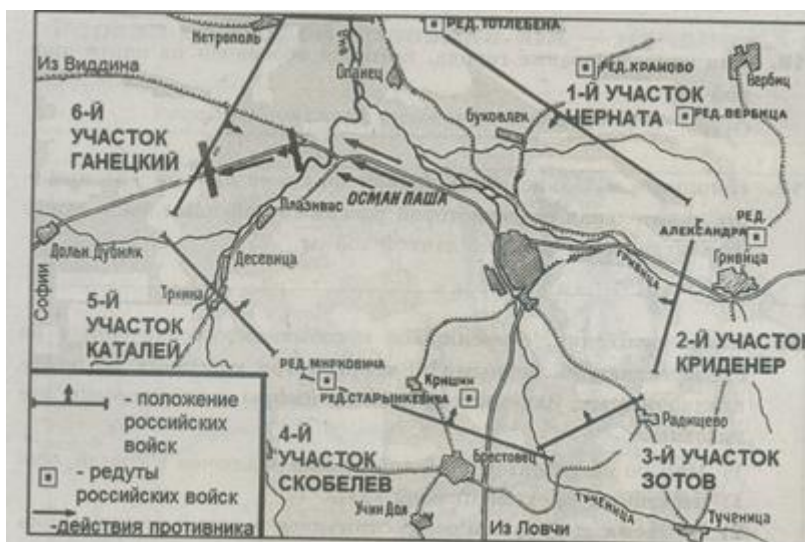 Нетрополь
РЕД. ТОТЛЕБЕНА
Из Виддина
Опанец
РЕД. КРАНОВО
Вербиц
1-Й УЧАСТОК
ЧЕРНАТА
РЕД. ВЕРБИЦА
Буковлек
6-Й
УЧАСТОК
ГАНЕЦКИЙ
ОСМАН ПАША
Плазивас
РЕД.
АЛЕКСАНДРА
Дольн. Дубняк
Десевица
ГРИВИЦА
Гривица
Софии
5-Й
УЧАСТОК
КАТАЛЕЙ
Трнина
2-Й УЧАСТОК
КРИДЕНЕР
РЕД. МИРКОВИЧА
Кришин
РЕД. СТАРЫНКЕВИЧА
- положение
российских
войск
Радищево
4-Й
УЧАСТОК
СКОБЕЛЕВ
Брестовец
3-Й УЧАСТОК
ЗОТОВ
- редуты
российских войск
ТУЧЕНИЦА
Учин Дол
Из Ловчи
Тученица
-действия противника